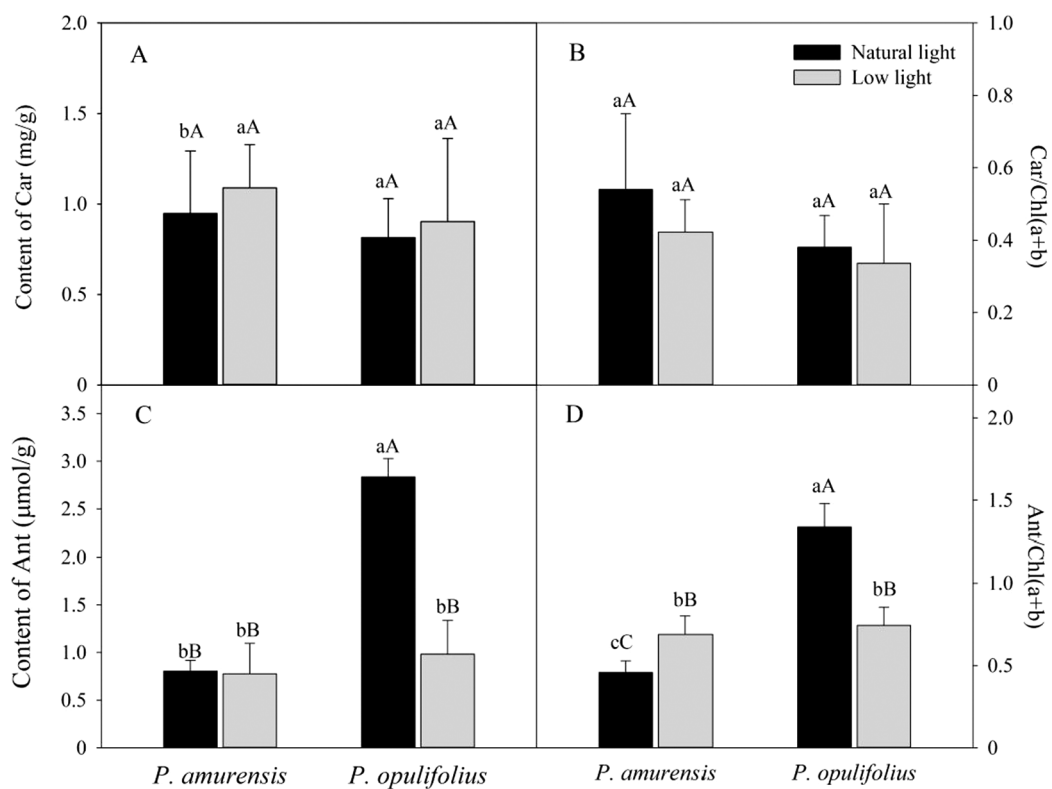 A
2.0
1.5
1.0
0.5
0
Content of Car (mg/g)
bA
aA
aA
aA
B
Natural light
Low light
aA
aA
aA
aA
1.0
0.8
0.6
0.4
0.2
0
Car/Chl(a+b)
C
3.5
3.0
2.5
2.0
1.5
1.0
0.5
0
Content of Ant (μmol/g)
bB
bB
aA
bB
D
cC
bB
aA
bB
2.0
1.5
1.0
0.5
0
Ant/Chl(a+b)
P. amurensis
P. opulifolius
P. amurensis
P. opulifolius